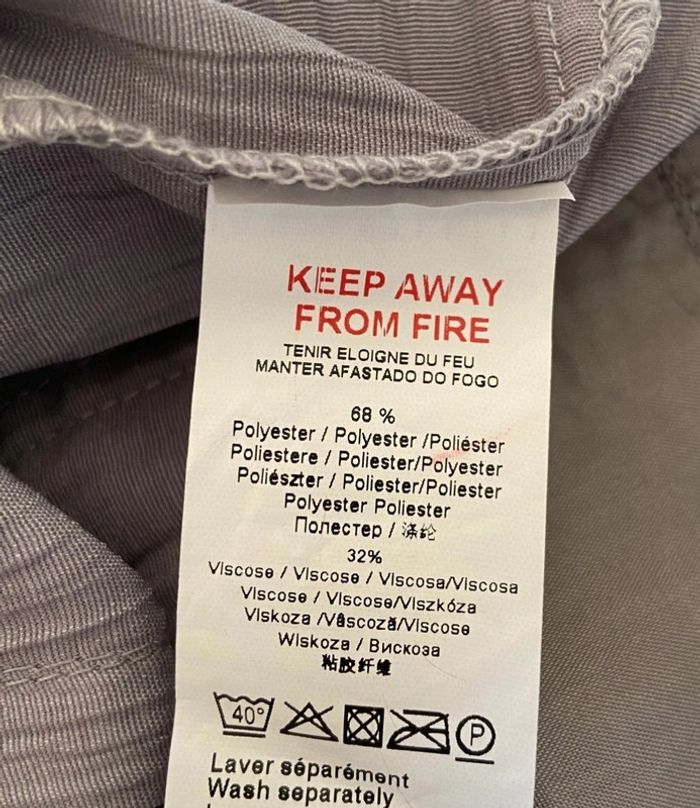 KEEP AWAY
FROM FIRE
TENIR ELOIGNE DU FEU
MANTER AFASTADO DO FOGO
68 %
Polyester / Polyester /Poliéster
Poliestere / Poliester/Polyester
Poliészter / Poliester/Poliester
Polyester Poliester
Полестер / 涤纶
32%
Viscose / Viscose / Viscosa/Viscosa
Viscose / Viscose/Viszkóza
Viskoza /Vâscoză/Viscose
Wiskoza / Вискоза
粘胶纤维
40° P
Laver séparément
Wash separately